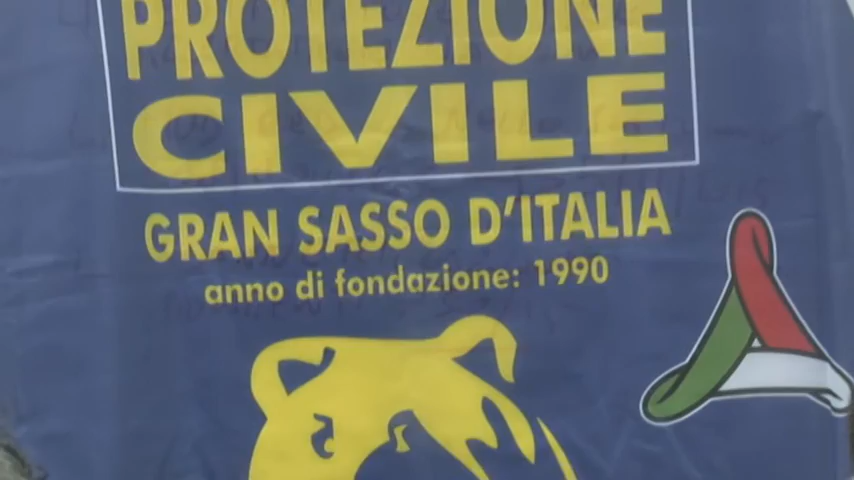 PROTEZIONE
CIVILE
GRAN SASSO D'ITALIA
anno di fondazione: 1990